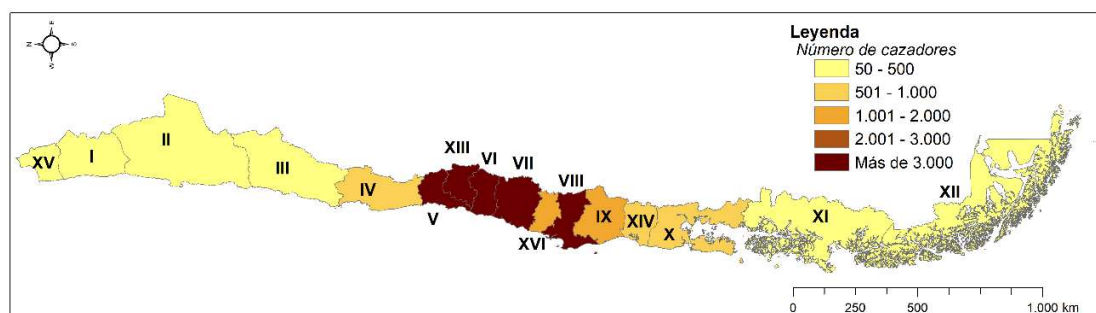 N
E
S
W
Leyenda
Número de cazadores
50 - 500
501 - 1.000
1.001 - 2.000
2.001 - 3.000
Más de 3.000
XV
I
II
III
IV
V
XIII
VI
VII
XVI
VIII
IX
XIV
X
XI
XII
0 250 500 1.000 km